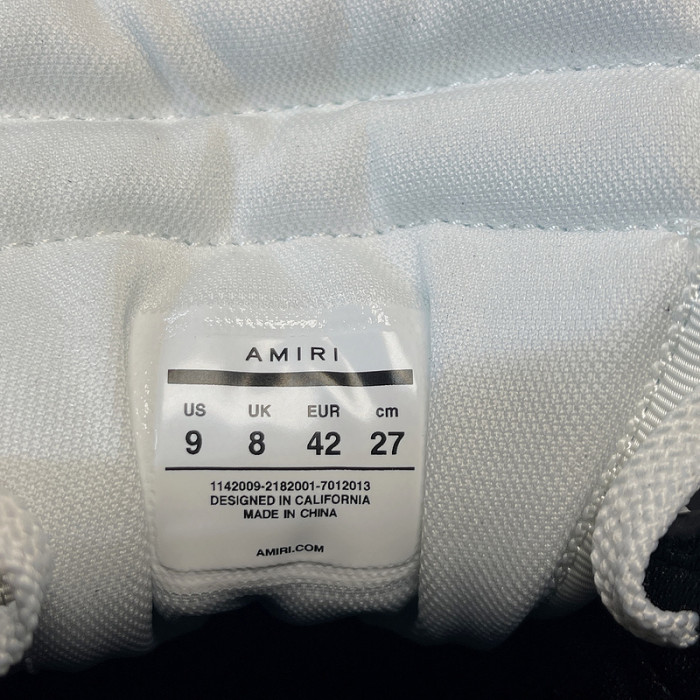 AMIRI
US UK EUR cm
9 8 42 27
1142009-2182001-7012013
DESIGNED IN CALIFORNIA
MADE IN CHINA
AMIRI.COM